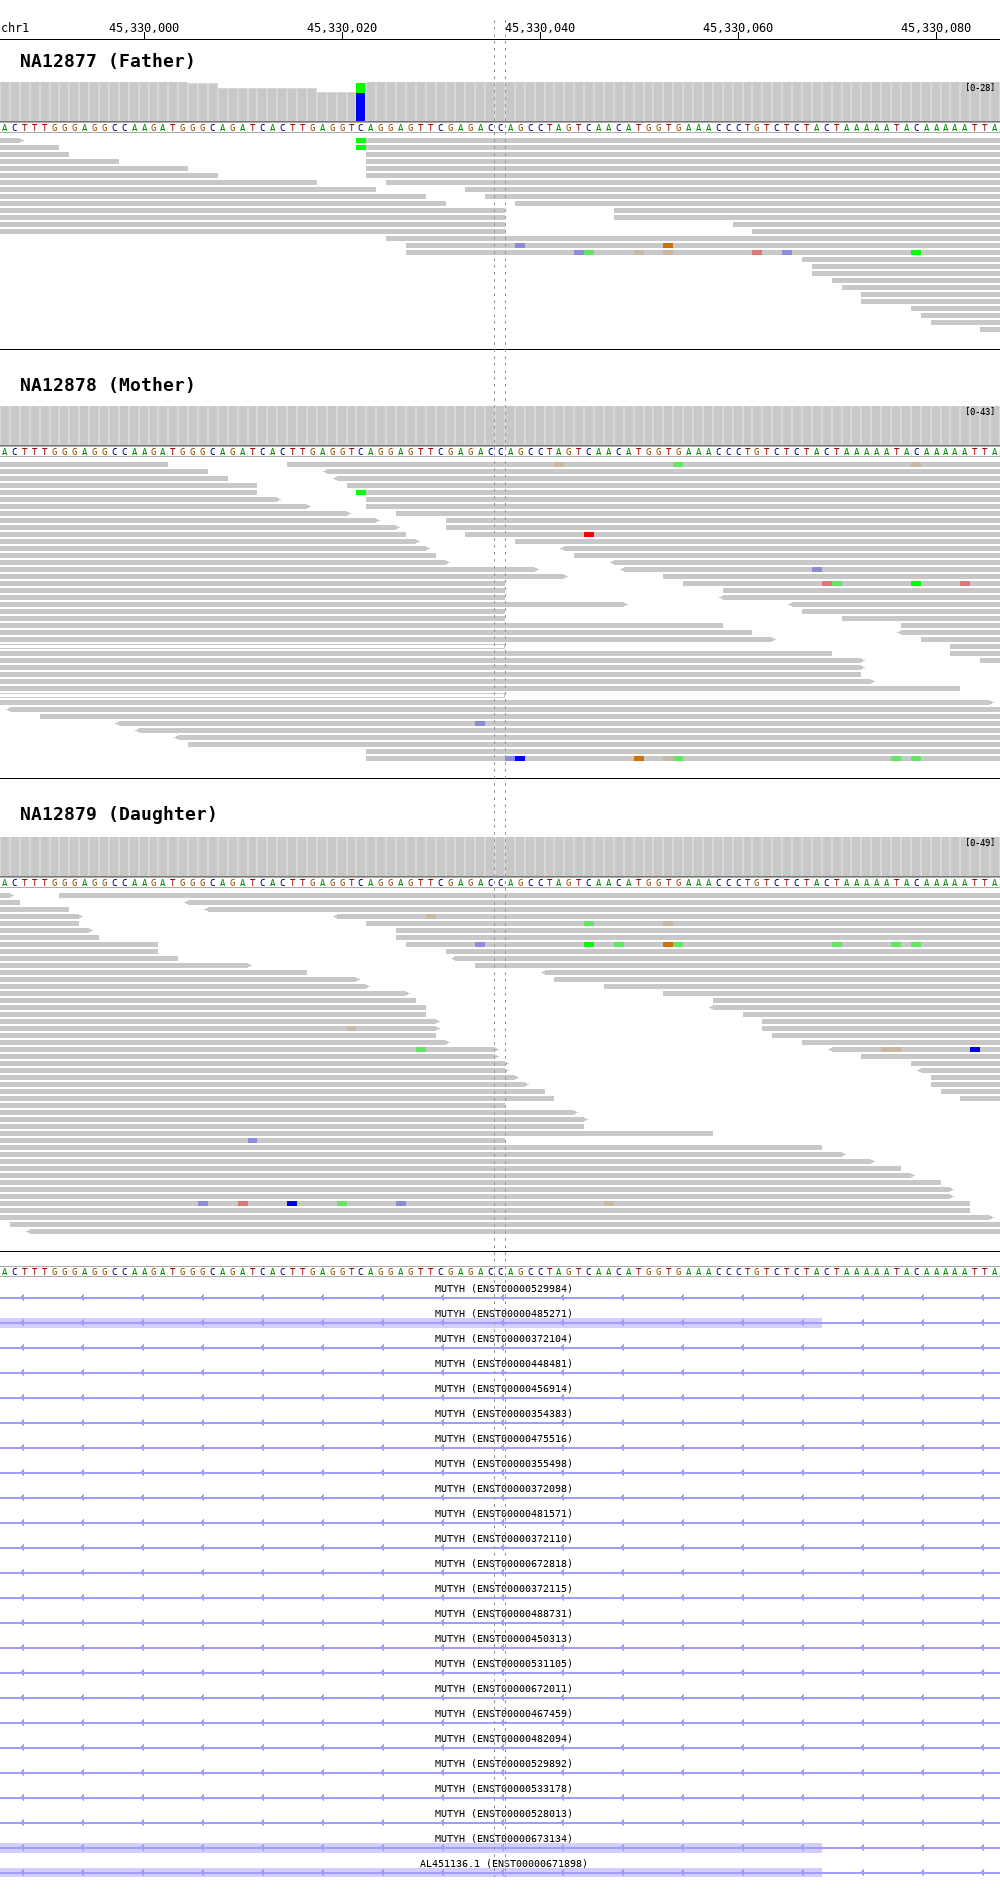 chr1 45,330,000 45,330,020 45,330,040 45,330,060 45,330,080
NA12877 (Father)
[0-28]
ACTTTGGGAGGCCAAGATGGGCAGATCACTTGAGGTCAGGAGTTCGAGACCAGCCTAGTCAACATGGTGAAACCCTGTCTCTACTAAAAATACAAAAATTA
NA12878 (Mother)
[0-43]
ACTTTGGGAGGCCAAGATGGGCAGATCACTTGAGGTCAGGAGTTCGAGACCAGCCTAGTCAACATGGTGAAACCCTGTCTCTACTAAAAATACAAAAATTA
NA12879 (Daughter)
[0-49]
ACTTTGGGAGGCCAAGATGGGCAGATCACTTGAGGTCAGGAGTTCGAGACCAGCCTAGTCAACATGGTGAAACCCTGTCTCTACTAAAAATACAAAAATTA
ACTTTGGGAGGCCAAGATGGGCAGATCACTTGAGGTCAGGAGTTCGAGACCAGCCTAGTCAACATGGTGAAACCCTGTCTCTACTAAAAATACAAAAATTA
MUTYH (ENST00000529984)
MUTYH (ENST00000485271)
MUTYH (ENST00000372104)
MUTYH (ENST00000448481)
MUTYH (ENST00000456914)
MUTYH (ENST00000354383)
MUTYH (ENST00000475516)
MUTYH (ENST00000355498)
MUTYH (ENST00000372098)
MUTYH (ENST00000481571)
MUTYH (ENST00000372110)
MUTYH (ENST00000672818)
MUTYH (ENST00000372115)
MUTYH (ENST00000488731)
MUTYH (ENST00000450313)
MUTYH (ENST00000531105)
MUTYH (ENST00000672011)
MUTYH (ENST00000467459)
MUTYH (ENST00000482094)
MUTYH (ENST00000529892)
MUTYH (ENST00000533178)
MUTYH (ENST00000528013)
MUTYH (ENST00000673134)
AL451136.1 (ENST00000671898)